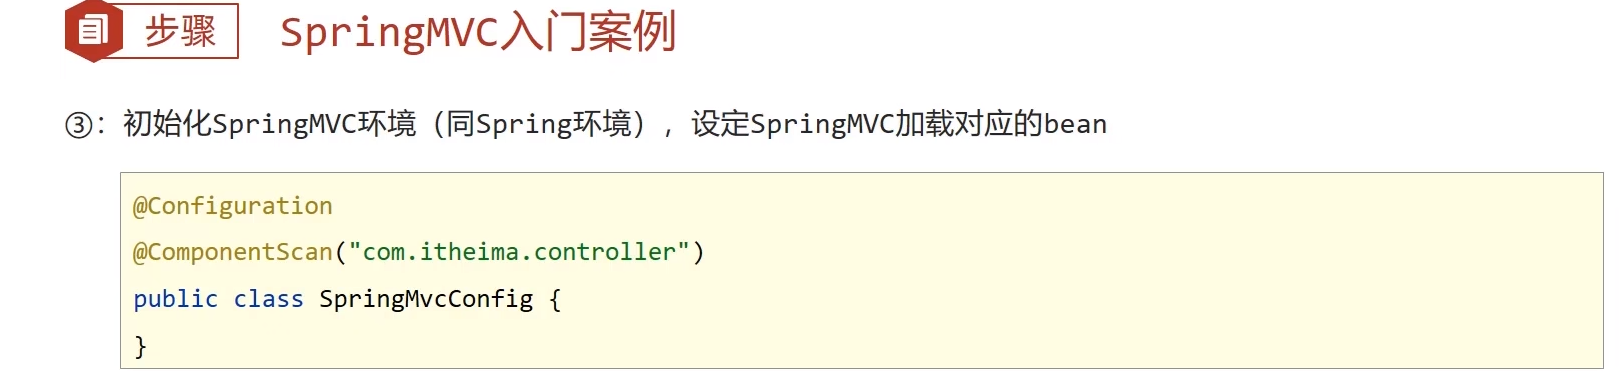 步骤 SpringMVC入门案例
③：初始化SpringMVC环境（同Spring环境），设定SpringMVC加载对应的bean
@Configuration
@ComponentScan("com.itheima.controller")
public class SpringMvcConfig {
}